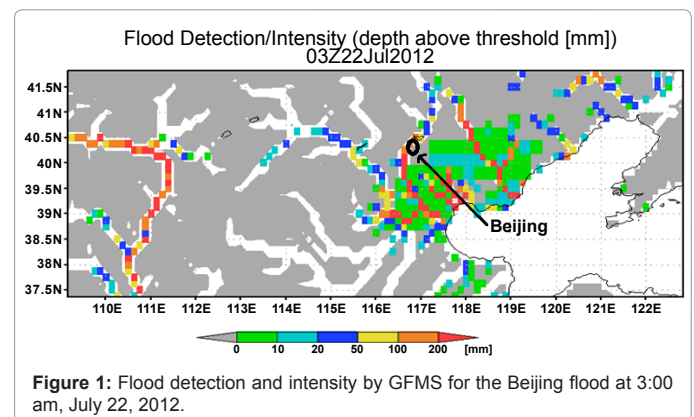 Flood Detection/Intensity (depth above threshold [mm])
03Z22Jul2012
41.5N
41N
40.5N
40N
39.5N
39N
38.5N
38N
37.5N
Beijing
110E 111E 112E 113E 114E 115E 116E 117E 118E 119E 120E 121E 122E
0 10 20 50 100 200 [mm]
Figure 1: Flood detection and intensity by GFMS for the Beijing flood at 3:00
am, July 22, 2012.